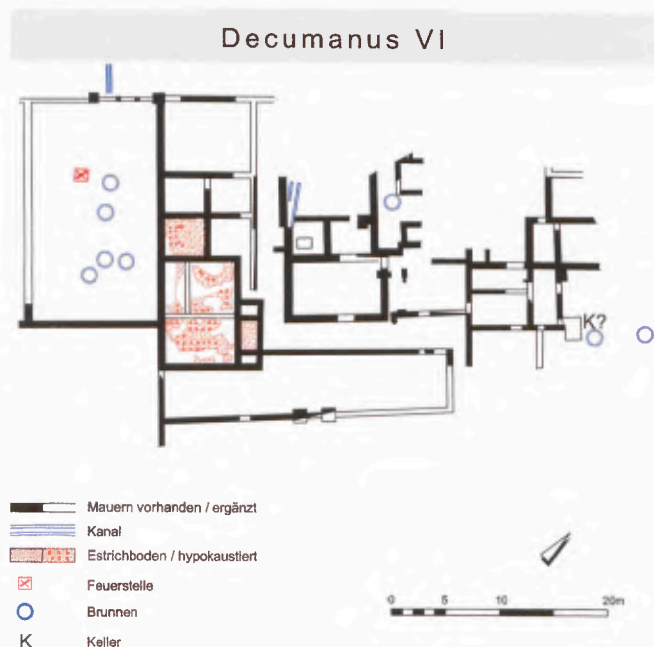 Decumanus VI
K?
Mauern vorhanden / ergänzt
Kanal
Estrichboden / hypokaustiert
Feuerstelle
Brunnen
K Keller
0 5 10 20m